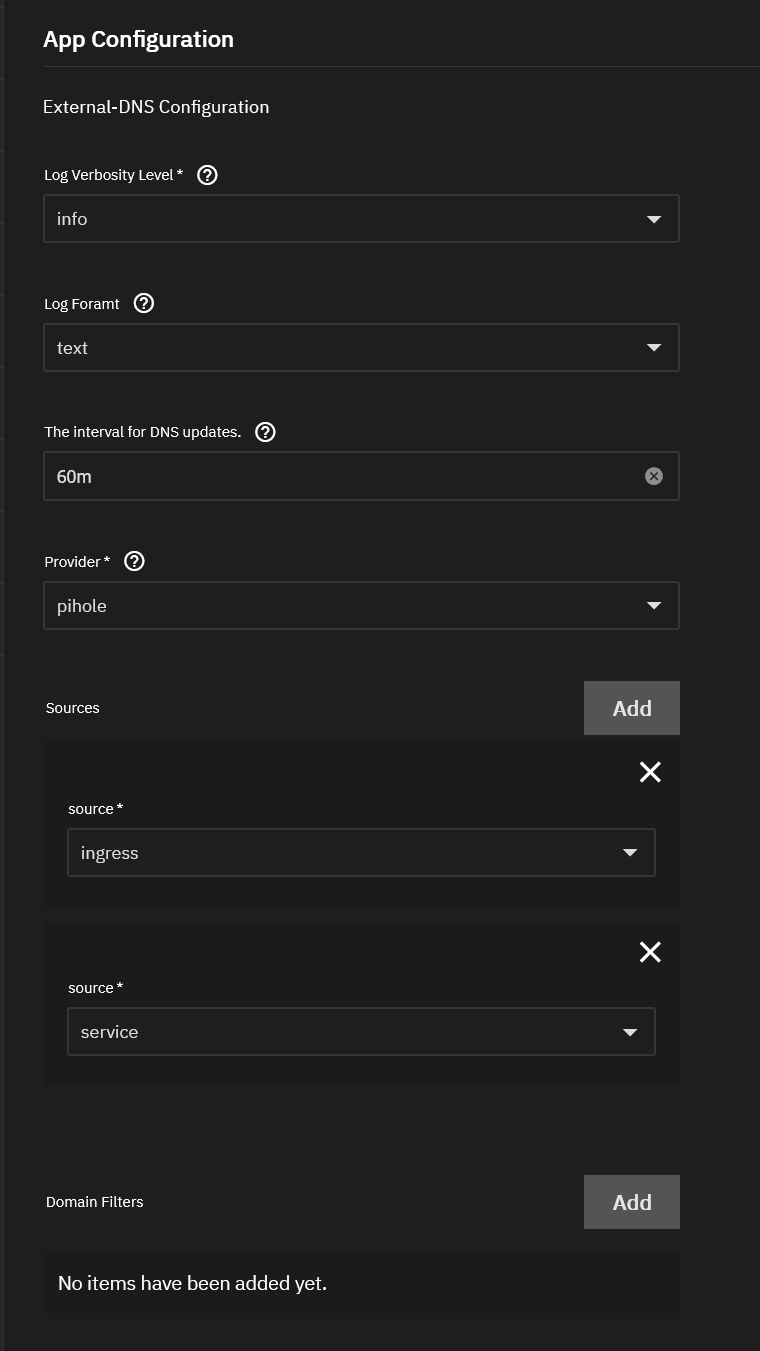 App Configuration
External-DNS Configuration
Log Verbosity Level *
info
Log Foramt
text
The interval for DNS updates.
60m
Provider *
pihole
Sources
Add
source *
ingress
source *
service
Domain Filters
Add
No items have been added yet.